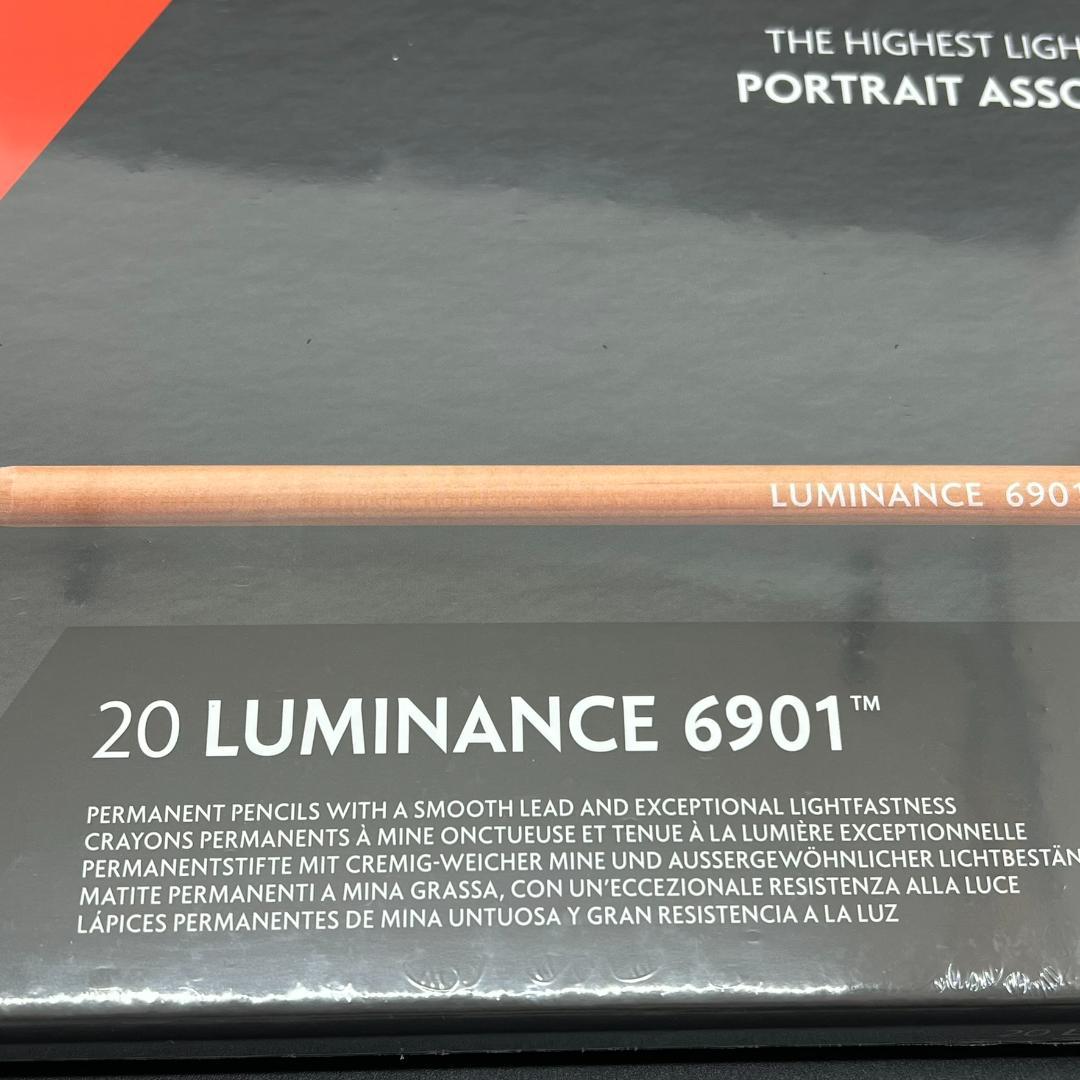 THE HIGHEST LIGH
PORTRAIT ASSO
LUMINANCE 6901
20 LUMINANCE 6901™
PERMANENT PENCILS WITH A SMOOTH LEAD AND EXCEPTIONAL LIGHTFASTNESS
CRAYONS PERMANENTS À MINE ONCTUEUSE ET TENUE À LA LUMIÈRE EXCEPTIONNELLE
PERMANENTSTIFTE MIT CREMIG-WEICHER MINE UND AUSSERGEWÖHNLICHER LICHTBESTÄN
MATITE PERMANENTI A MINA GRASSA, CON UN'ECCEZIONALE RESISTENZA ALLA LUCE
LÁPICES PERMANENTES DE MINA UNTUOSA Y GRAN RESISTENCIA A LA LUZ